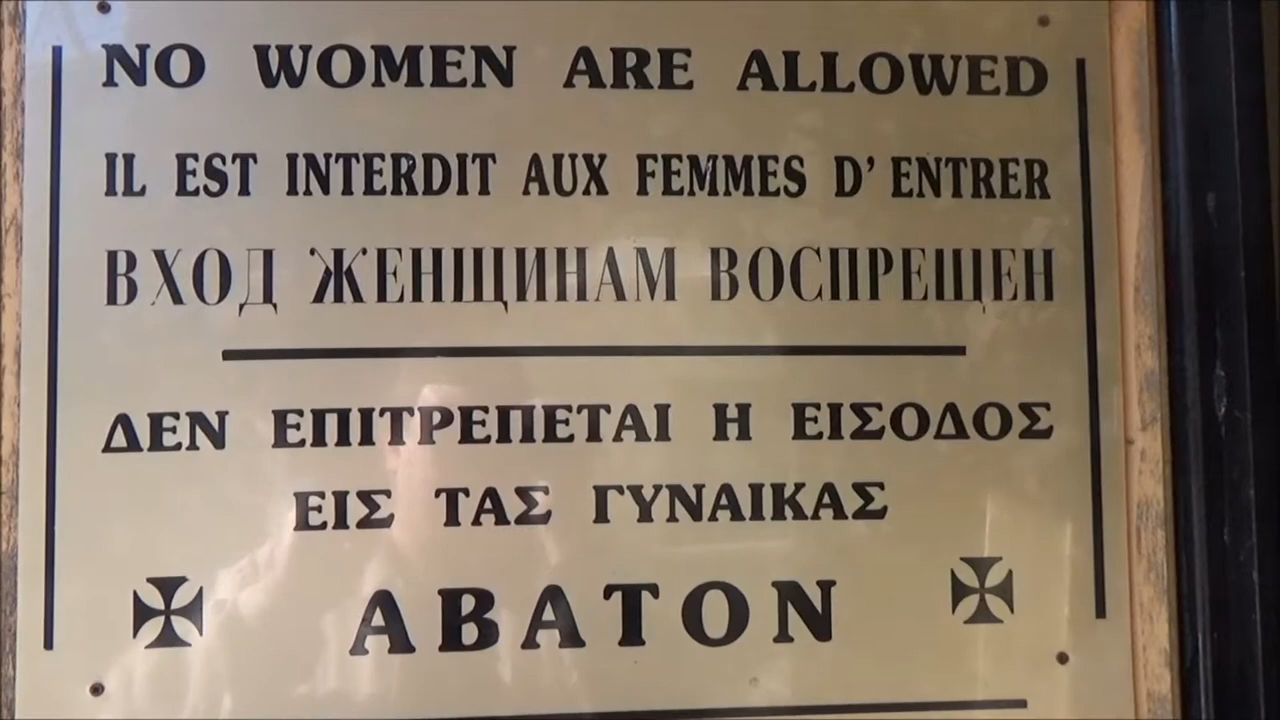 NO WOMEN ARE ALLOWED
IL EST INTERDIT AUX FEMMES D' ENTRER
ВХОД ЖЕНЩИНАМ ВОСПРЕЩЕН
ΔΕΝ ΕΠΙΤΡΕΠΕΤΑΙ Η ΕΙΣΟΔΟΣ
ΕΙΣ ΤΑΣ ΓΥΝΑΙΚΑΣ
ΑΒΑΤΟΝ